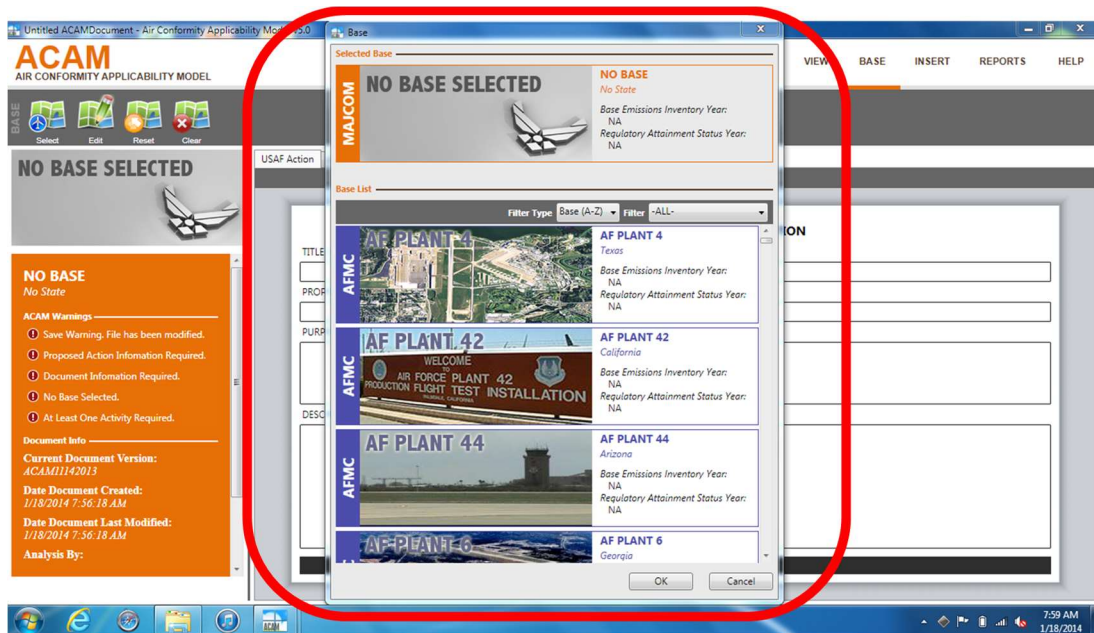 Untitled ACAMDocument - Air Conformity Applicability Mod
5.0
ACAM
AIR CONFORMITY APPLICABILITY MODEL
VIEW BASE INSERT REPORTS HELP
BASE
Select Edit Reset Clear
NO BASE SELECTED
NO BASE
No State
ACAM Warnings
Save Warning. File has been modified.
Proposed Action Infomation Required.
Document Infomation Required.
No Base Selected.
At Least One Activity Required.
Document Info
Current Document Version:
ACAM11142013
Date Document Created:
1/18/2014 7:56:18 AM
Date Document Last Modified:
1/18/2014 7:56:18 AM
Analysis By:
USAF Action
ION
TITLE
PROP
PURP
DESC
Base
X
Selected Base
MAJCOM
NO BASE SELECTED
NO BASE
No State
Base Emissions Inventory Year:
NA
Regulatory Attainment Status Year:
NA
Base List
Filter Type Base (A-Z) Filter -ALL-
AFMC
AF PLANT 4
AF PLANT 4
Texas
Base Emissions Inventory Year:
NA
Regulatory Attainment Status Year:
NA
AFMC
AF PLANT 42
WELCOME
TO
AIR FORCE PLANT 42
PRODUCTION FLIGHT TEST INSTALLATION
PALMDALE, CALIFORNIA
AF PLANT 42
California
Base Emissions Inventory Year:
NA
Regulatory Attainment Status Year:
NA
AFMC
AF PLANT 44
AF PLANT 44
Arizona
Base Emissions Inventory Year:
NA
Regulatory Attainment Status Year:
NA
C
AF PLANT 6
AF PLANT 6
Georgia
OK Cancel
ACAM
7:59 AM
1/18/2014